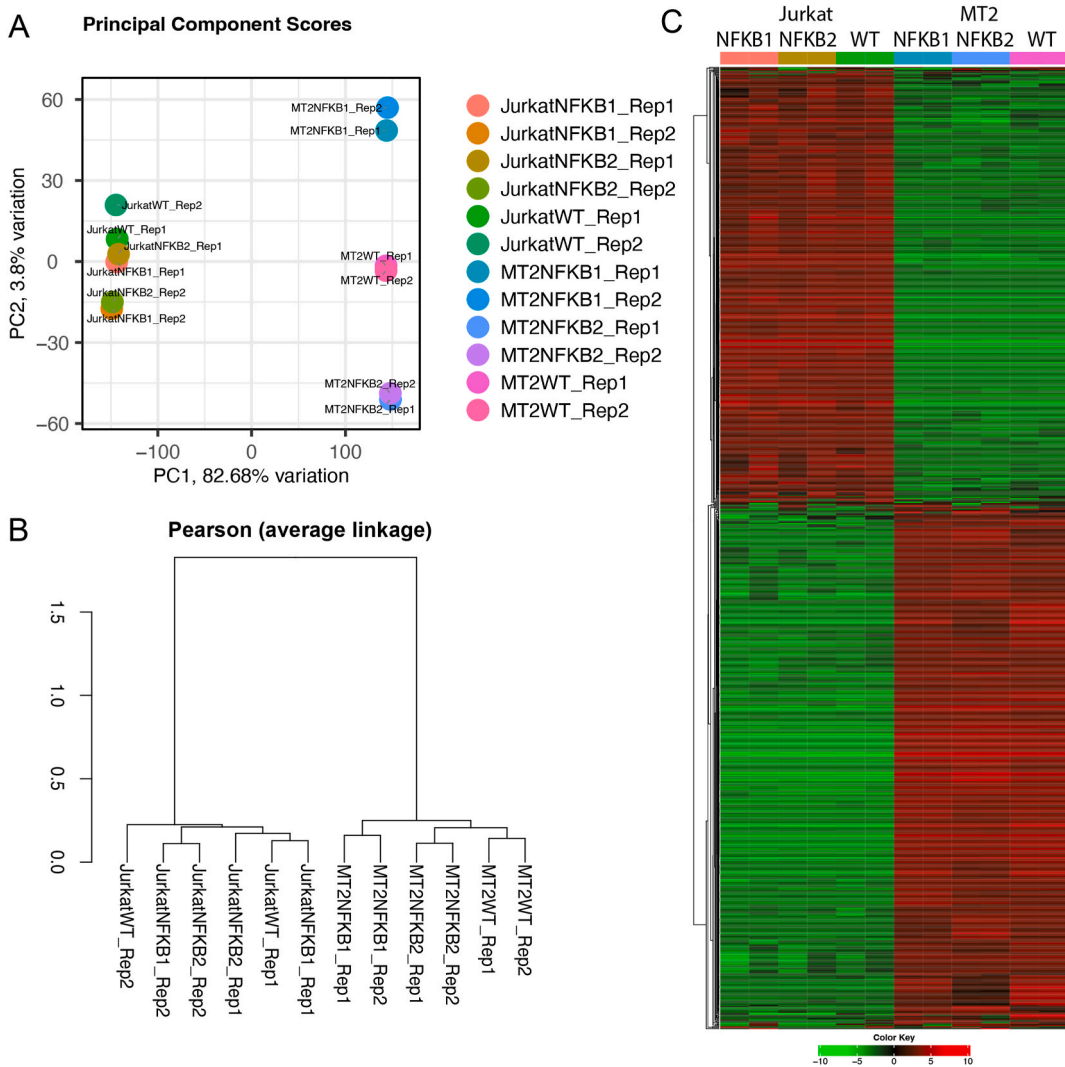 A
Principal Component Scores
PC2, 3.8% variation
60
30
0
−30
−60
MT2NFKB1_Rep2
MT2NFKB1_Rep1
JurkatWT_Rep2
JurkatWT_Rep1
JurkatNFKB2_Rep1
JurkatNFKB1_Rep1
JurkatNFKB2_Rep2
JurkatNFKB1_Rep2
MT2WT_Rep1
MT2WT_Rep2
MT2NFKB2_Rep2
MT2NFKB2_Rep1
−100
0
100
PC1, 82.68% variation
JurkatNFKB1_Rep1
JurkatNFKB1_Rep2
JurkatNFKB2_Rep1
JurkatNFKB2_Rep2
JurkatWT_Rep1
JurkatWT_Rep2
MT2NFKB1_Rep1
MT2NFKB1_Rep2
MT2NFKB2_Rep1
MT2NFKB2_Rep2
MT2WT_Rep1
MT2WT_Rep2
B
Pearson (average linkage)
1.5
1.0
0.5
0.0
JurkatWT_Rep2
JurkatNFKB1_Rep2
JurkatNFKB2_Rep2
JurkatNFKB2_Rep1
JurkatWT_Rep1
JurkatNFKB1_Rep1
MT2NFKB1_Rep1
MT2NFKB1_Rep2
MT2NFKB2_Rep1
MT2NFKB2_Rep2
MT2WT_Rep1
MT2WT_Rep2
C
Jurkat MT2
NFKB1 NFKB2 WT NFKB1 NFKB2 WT
Color Key
−10 −5 0 5 10